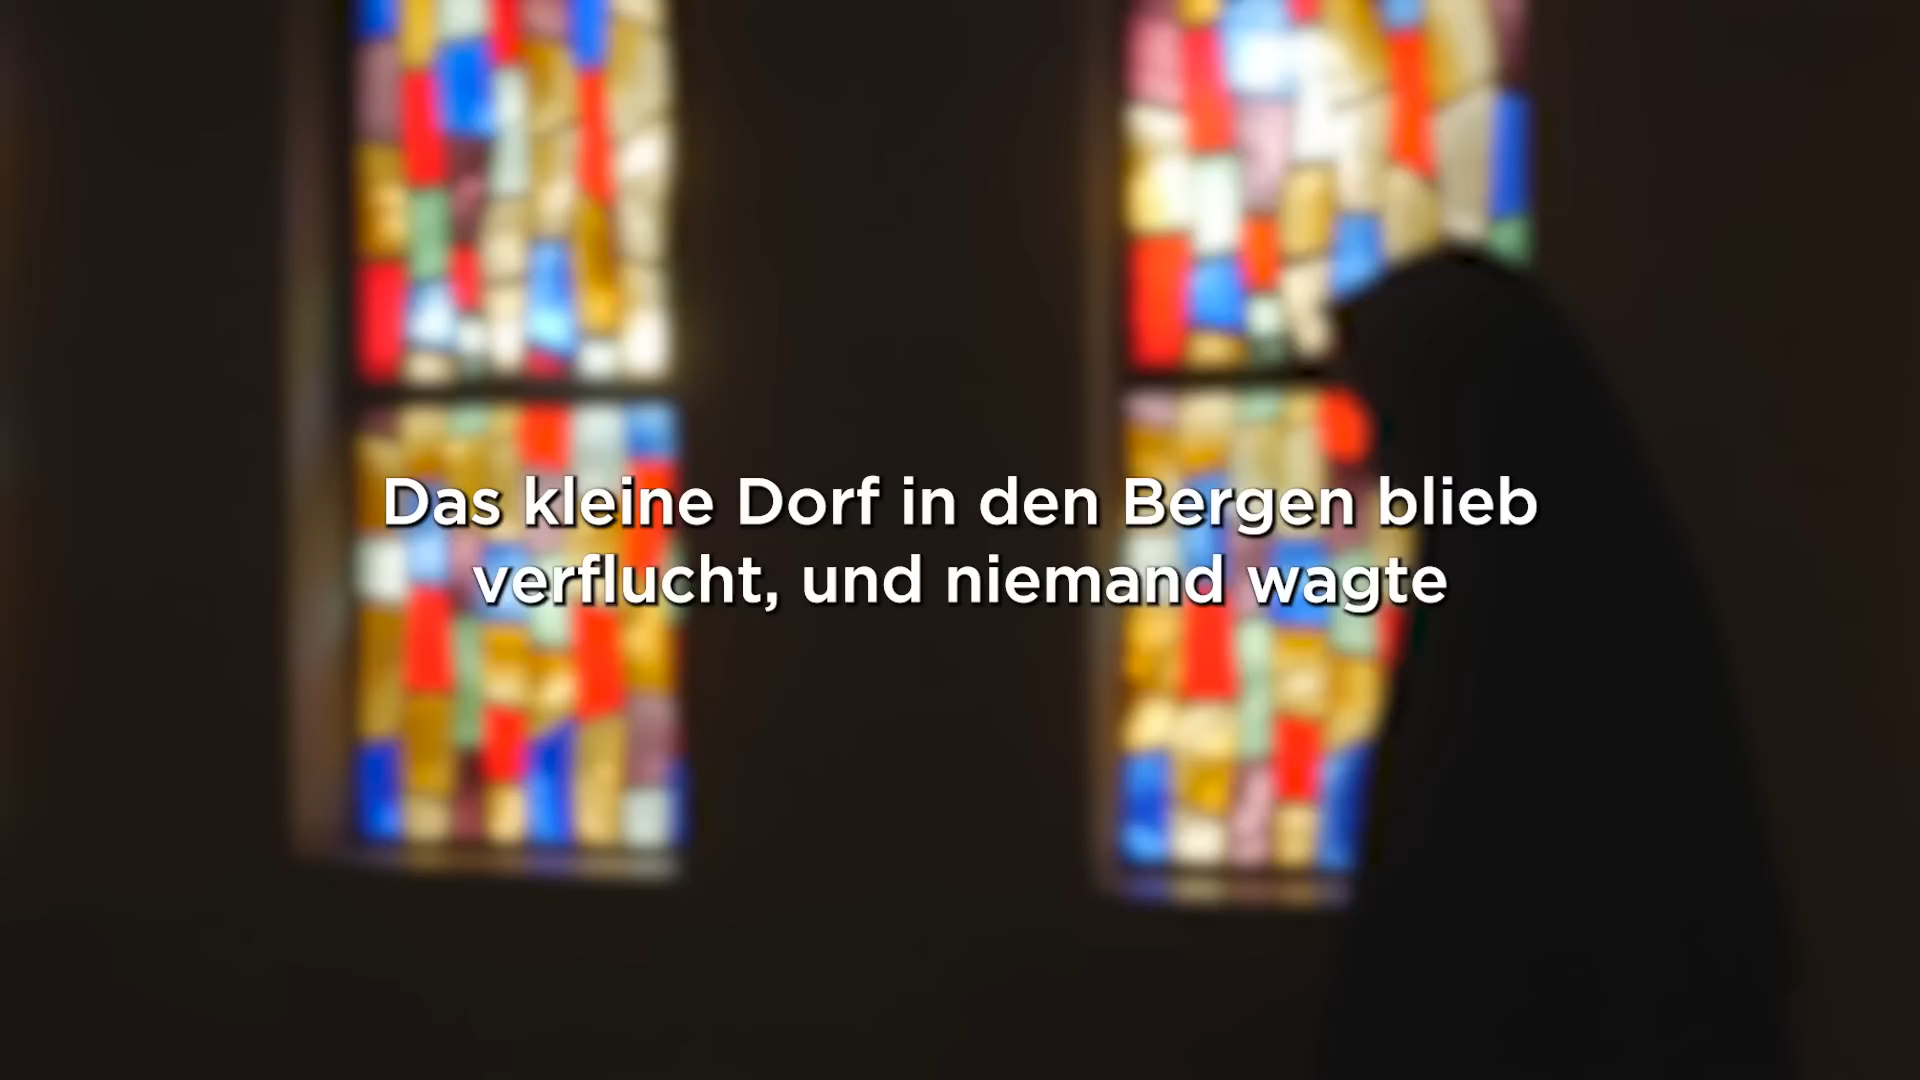 Das kleine Dorf in den Bergen blieb
verflucht, und niemand wagte